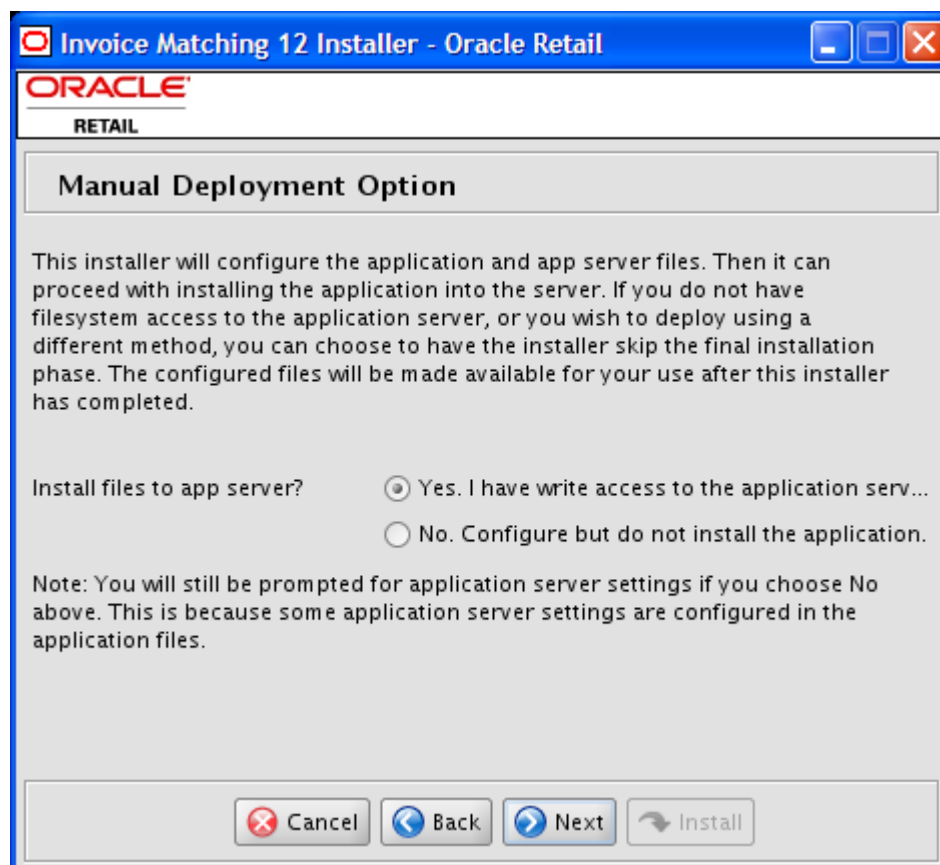 Invoice Matching 12 Installer - Oracle Retail
ORACLE
RETAIL
Manual Deployment Option
This installer will configure the application and app server files. Then it can
proceed with installing the application into the server. If you do not have
filesystem access to the application server, or you wish to deploy using a
different method, you can choose to have the installer skip the final installation
phase. The configured files will be made available for your use after this installer
has completed.
Install files to app server?
Yes. I have write access to the application serv...
No. Configure but do not install the application.
Note: You will still be prompted for application server settings if you choose No
above. This is because some application server settings are configured in the
application files.
Cancel
Back
Next
Install